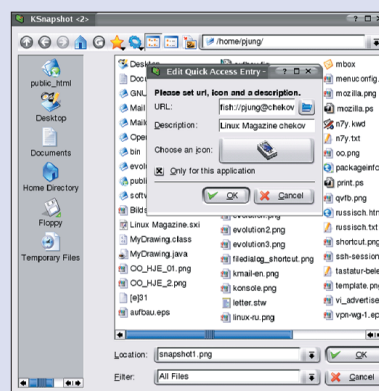 KSnapshot <2>
/home/pjung/
public_html
Desktop
Documents
Home Directory
Floppy
Temporary Files
Desktop
GNU
Mail
bin
Linux Magazine.sxi
MyDrawing.class
MyDrawing.java
OO_HJE_01.png
OO_HJE_2.png
[e]31
aufbau.eps
Edit Quick Access Entry -
Please set url, icon and a description.
URL:
fish://pjung@chekov
Description:
Linux Magazine chekov
Choose an icon:
Only for this application
OK
Cancel
evolution.png
evolution2.png
evolution3.png
filedialog_shortcut.png
kmail-en.png
konsole.png
letter.stw
linux-ru.png
mbox
menuconfig.
mozilla.png
mozilla.ps
n7y.kwd
n7y.txt
oo.png
packageinfo
print.ps
qvfb.png
russisch.htm
russisch.txt
shortcut.png
ssh-session
tastatur-bele
template.png
vi_advertise
vpn-wg-1.ep
Location:
snapshot1.png
OK
Filter:
All Files
Cancel